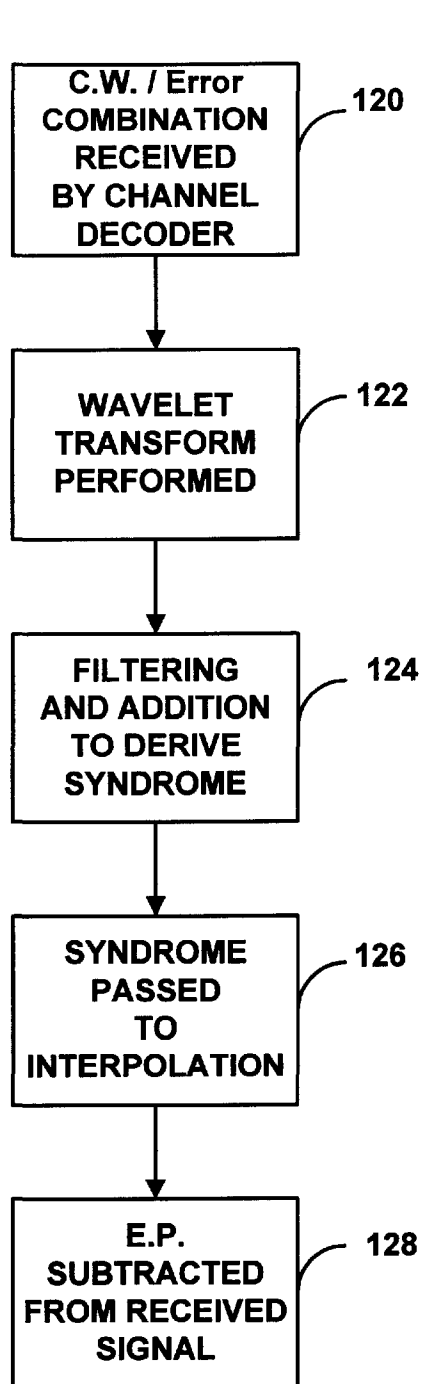 C.W. / Error
COMBINATION
RECEIVED
BY CHANNEL
DECODER
120
WAVELET
TRANSFORM
PERFORMED
122
FILTERING
AND ADDITION
TO DERIVE
SYNDROME
124
SYNDROME
PASSED
TO
INTERPOLATION
126
E.P.
SUBTRACTED
FROM RECEIVED
SIGNAL
128